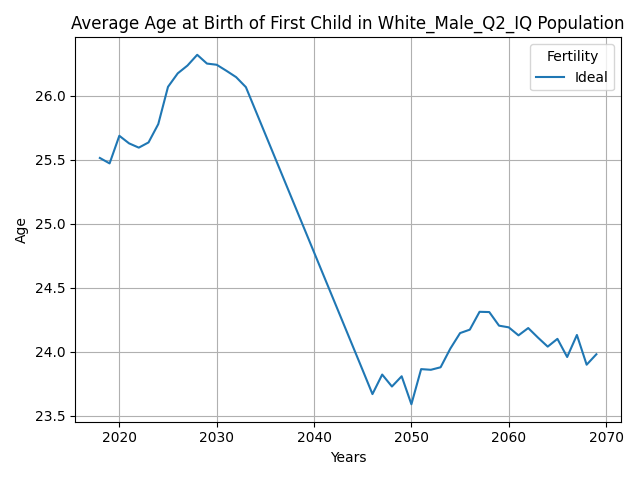 Average Age at Birth of First Child in White_Male_Q2_IQ Population
Fertility
Ideal
26.0
25.5
25.0
24.5
24.0
23.5
Age
2020
2030
2040
2050
2060
2070
Years